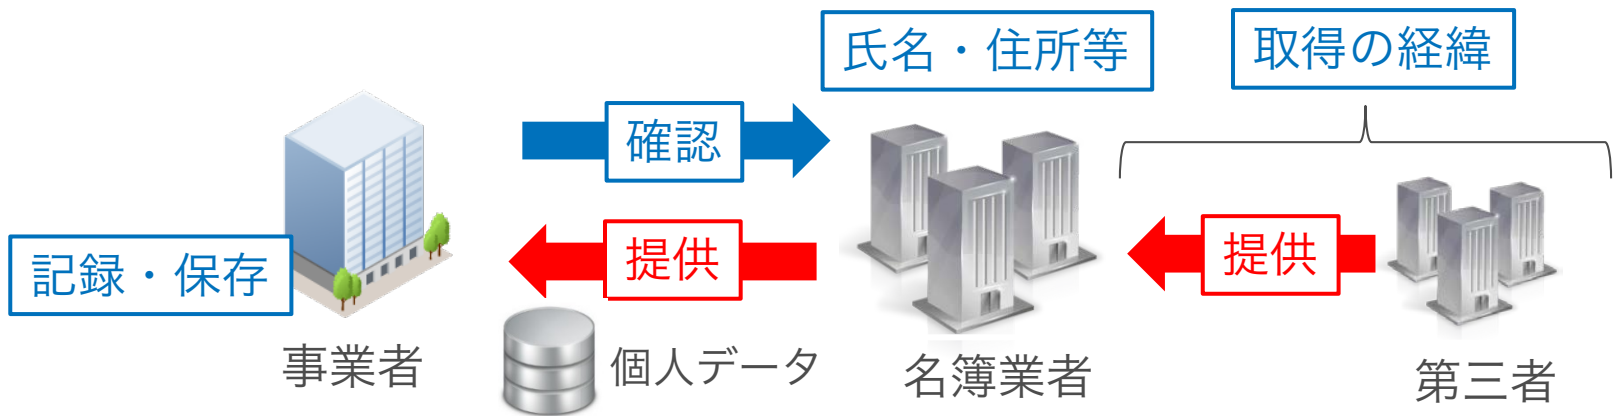 氏名・住所等
取得の経緯
確認
提供
提供
記録・保存
事業者
個人データ
名簿業者
第三者